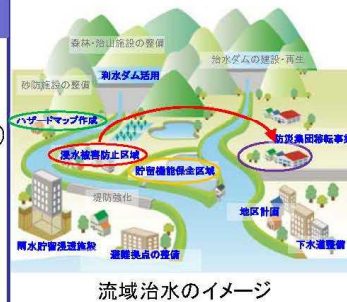 森林・治山施設の整備
治水ダムの建設・再生
利水ダム活用
砂防施設の整備
ハザードマップ作成
防災集団移転事業
浸水被害防止区域
貯留機能保全区域
堤防強化
地区計画
雨水貯留浸透施設
避難拠点の整備
下水道整備
流域治水のイメージ